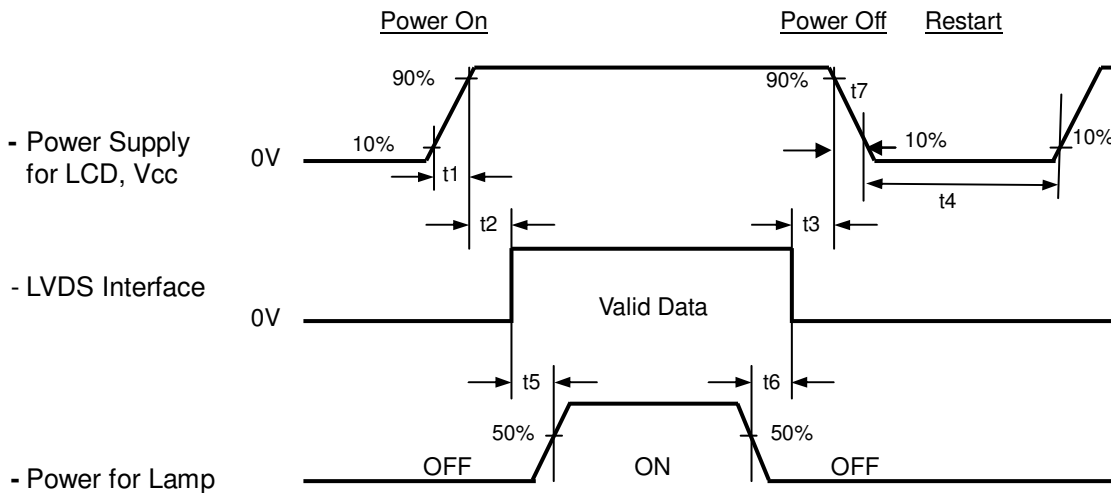 Power On
Power Off
Restart
90%
90%
t7
- Power Supply
for LCD, Vcc
0V
10%
10%
10%
t1
t4
t2
t3
- LVDS Interface
0V
Valid Data
t5
t6
50%
50%
- Power for Lamp
OFF
ON
OFF